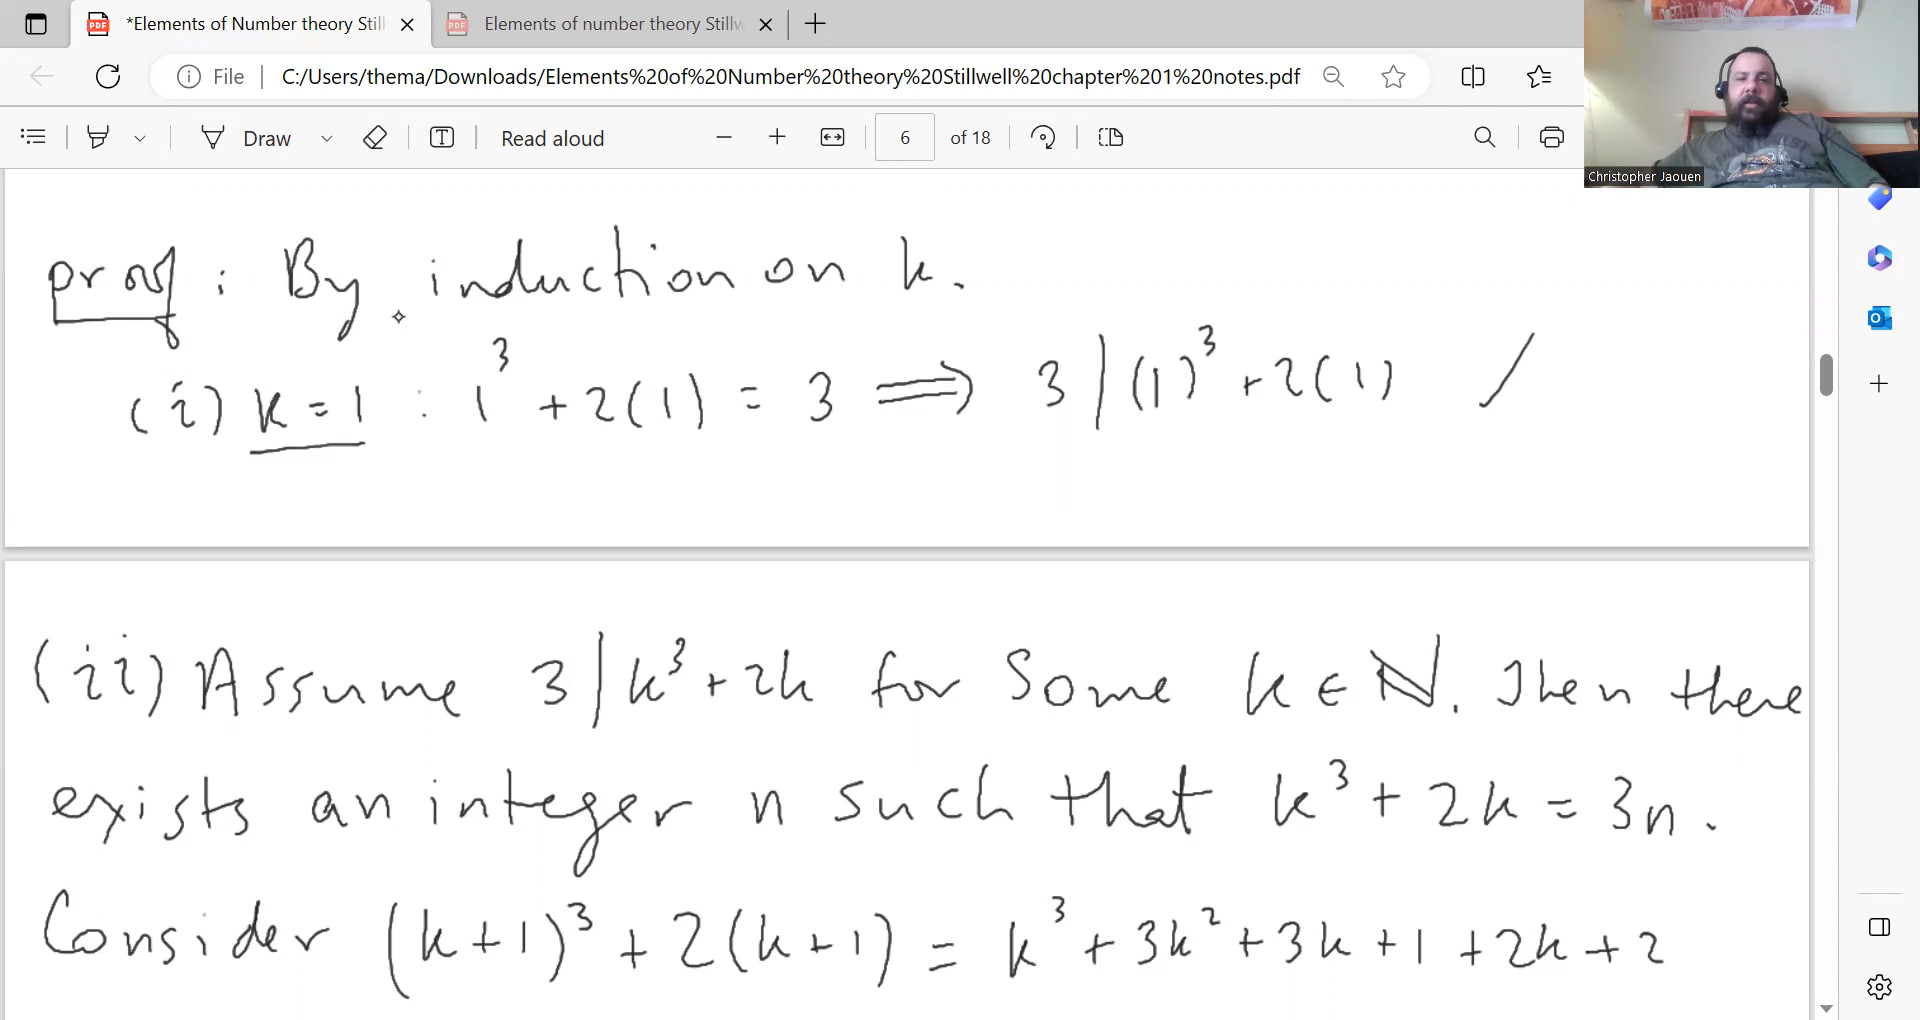 *Elements of Number theory Still
Elements of number theory Stillw
File
C:/Users/thema/Downloads/Elements%20of%20Number%20theory%20Stillwell%20chapter%201%20notes.pdf
Draw
Read aloud
6
of 18
Christopher Jaouen
proof : By induction on k.
(i) k=1 : 1³ + 2(1) = 3 ⟹ 3 | (1)³ + 2(1) /
(ii) Assume 3 | k³ + 2k for some k ∈ ℕ. Then there
exists an integer n such that k³ + 2k = 3n.
Consider (k+1)³ + 2(k+1) = k³ + 3k² + 3k + 1 + 2k + 2